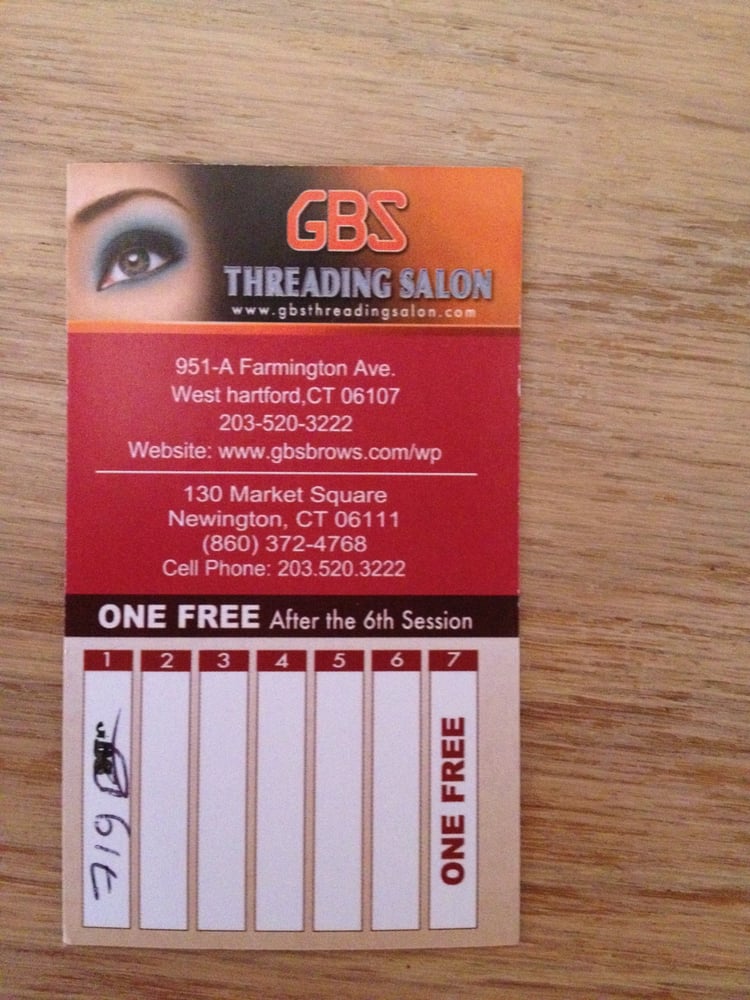 GBS
THREADING SALON
www.gbsthreadingsalon.com
951-A Farmington Ave.
West hartford,CT 06107
203-520-3222
Website: www.gbsbrows.com/wp
130 Market Square
Newington, CT 06111
(860) 372-4768
Cell Phone: 203.520.3222
ONE FREE After the 6th Session
1 2 3 4 5 6 7
ONE FREE